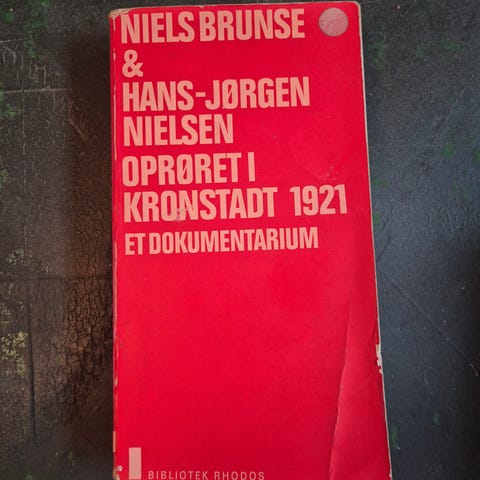 NIELS BRUNSE
&
HANS-JØRGEN
NIELSEN
OPRØRET I
KRONSTADT 1921
ET DOKUMENTARIUM
BIBLIOTEK RHODOS